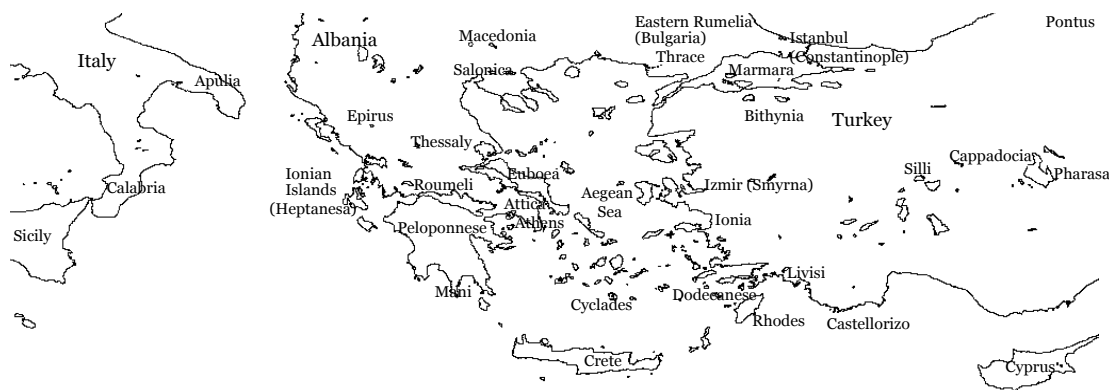 Eastern Rumelia
(Bulgaria)
Pontus
Albania
Macedonia
Istanbul
(Constantinople)
Italy
Thrace
Apulia
Salonica
Marmara
Epirus
Bithynia
Turkey
Thessaly
Cappadocia
Ionian
Islands
(Heptanesa)
Euboea
Silli
Pharasa
Calabria
Roumeli
Aegean
Sea
Izmir (Smyrna)
Attica
Athens
Ionia
Sicily
Peloponnese
Livisi
Mani
Cyclades
Dodecanese
Rhodes
Castellorizo
Crete
Cyprus